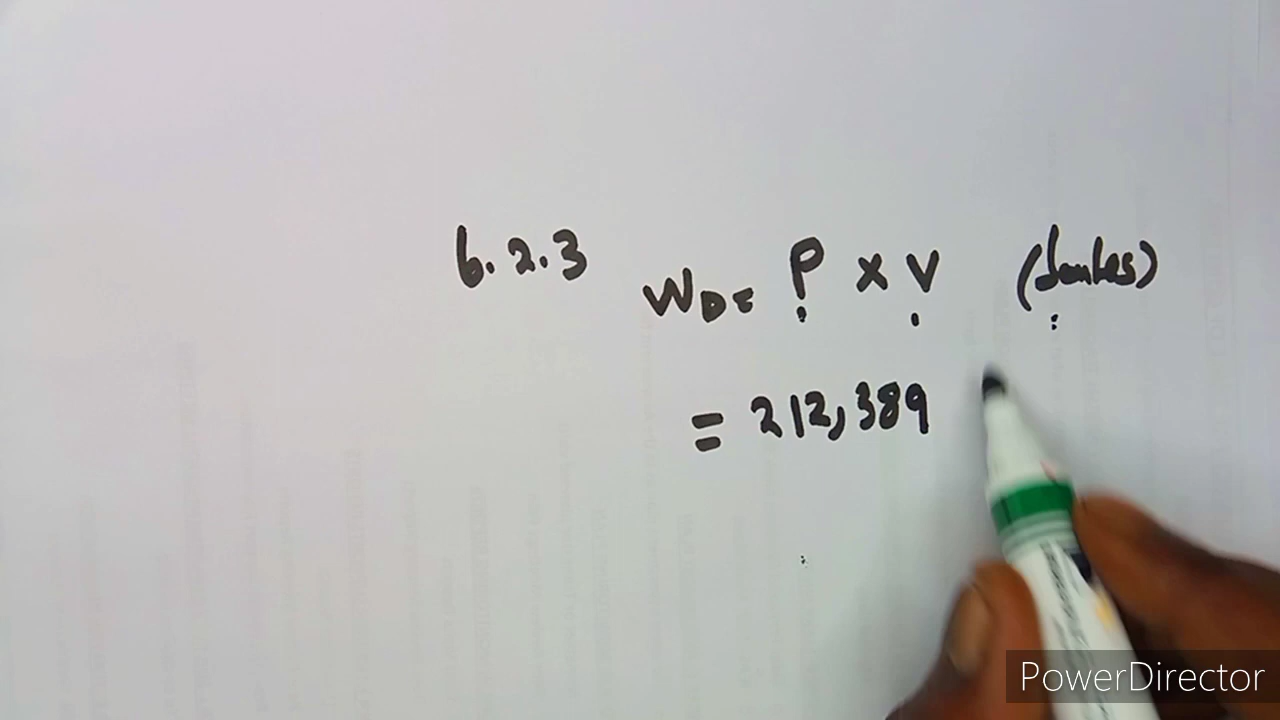 6.2.3 WD= P x V (Joules)
= 212,389
PowerDirector